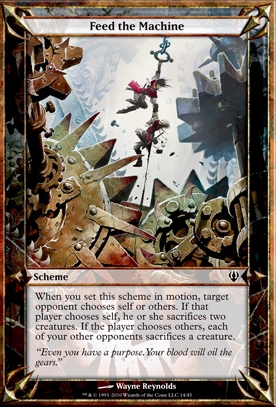 Feed the Machine
Scheme
When you set this scheme in motion, target
opponent chooses self or others. If that
player chooses self, he or she sacrifices two
creatures. If the player chooses others, each
of your other opponents sacrifices a creature.
"Even you have a purpose.Your blood will oil the
gears."
Wayne Reynolds
™ & © 1993–2010 Wizards of the Coast LLC 14/45